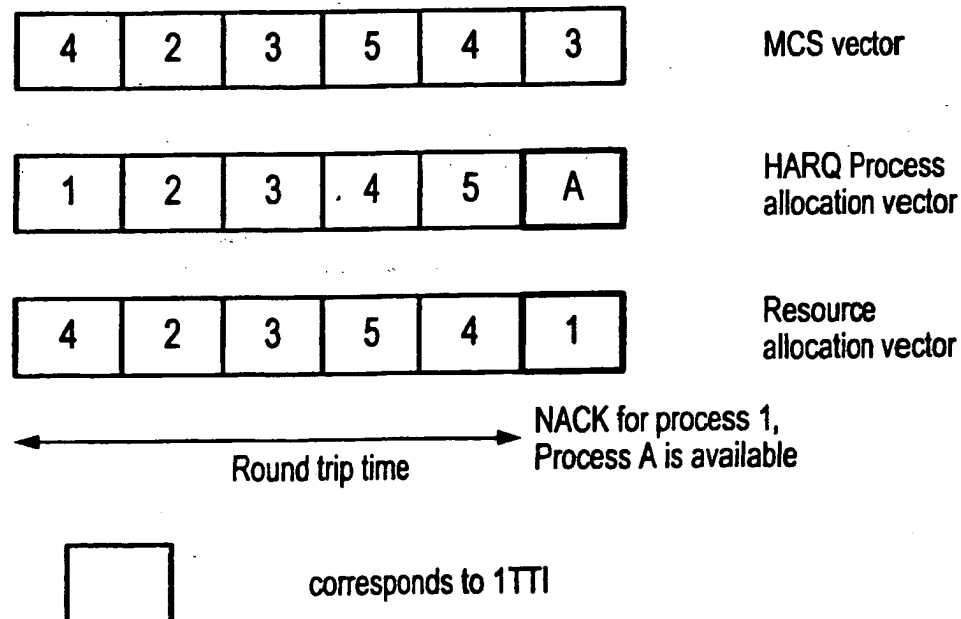 4 2 3 5 4 3 MCS vector
1 2 3 4 5 A HARQ Process
allocation vector
4 2 3 5 4 1 Resource
allocation vector
NACK for process 1,
Process A is available
Round trip time
corresponds to 1TTI